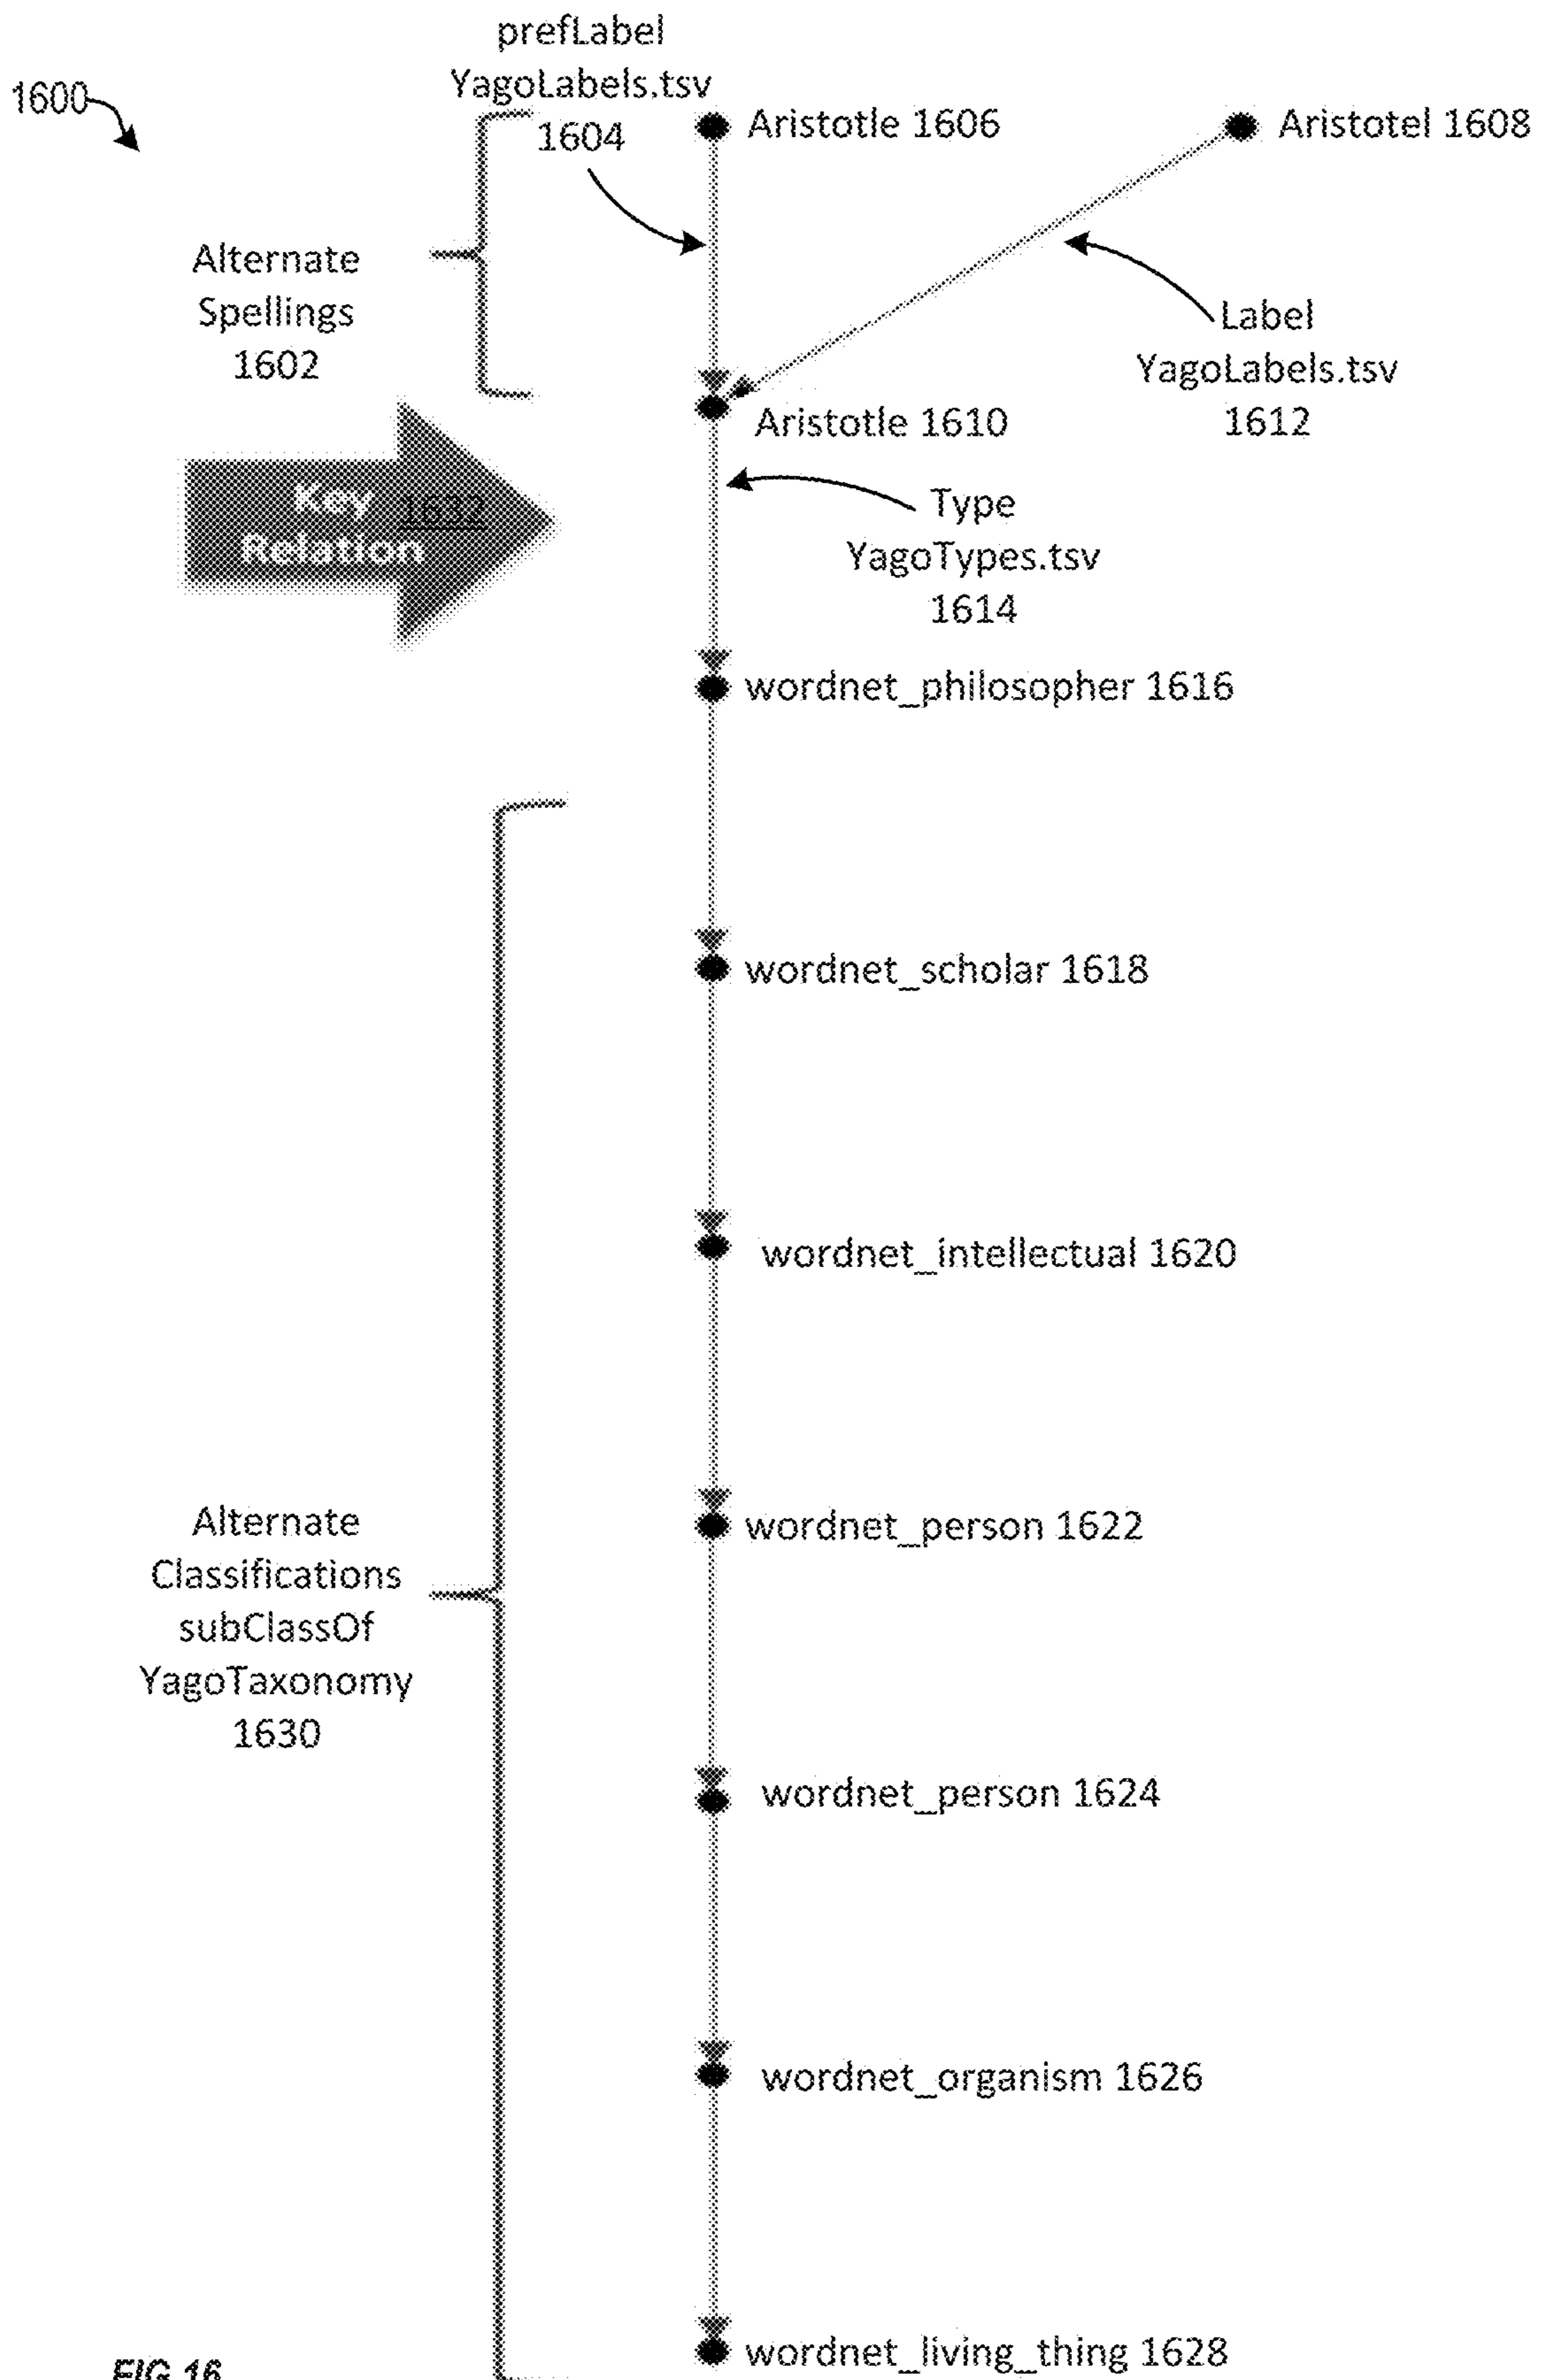 1600
prefLabel
YagoLabels.tsv
1604
Aristotle 1606
Aristotel 1608
Alternate
Spellings
1602
Label
YagoLabels.tsv
1612
Aristotle 1610
Key
Relation
1632
Type
YagoTypes.tsv
1614
wordnet_philosopher 1616
wordnet_scholar 1618
wordnet_intellectual 1620
wordnet_person 1622
Alternate
Classifications
subClassOf
YagoTaxonomy
1630
wordnet_person 1624
wordnet_organism 1626
wordnet_living_thing 1628
FIG 16